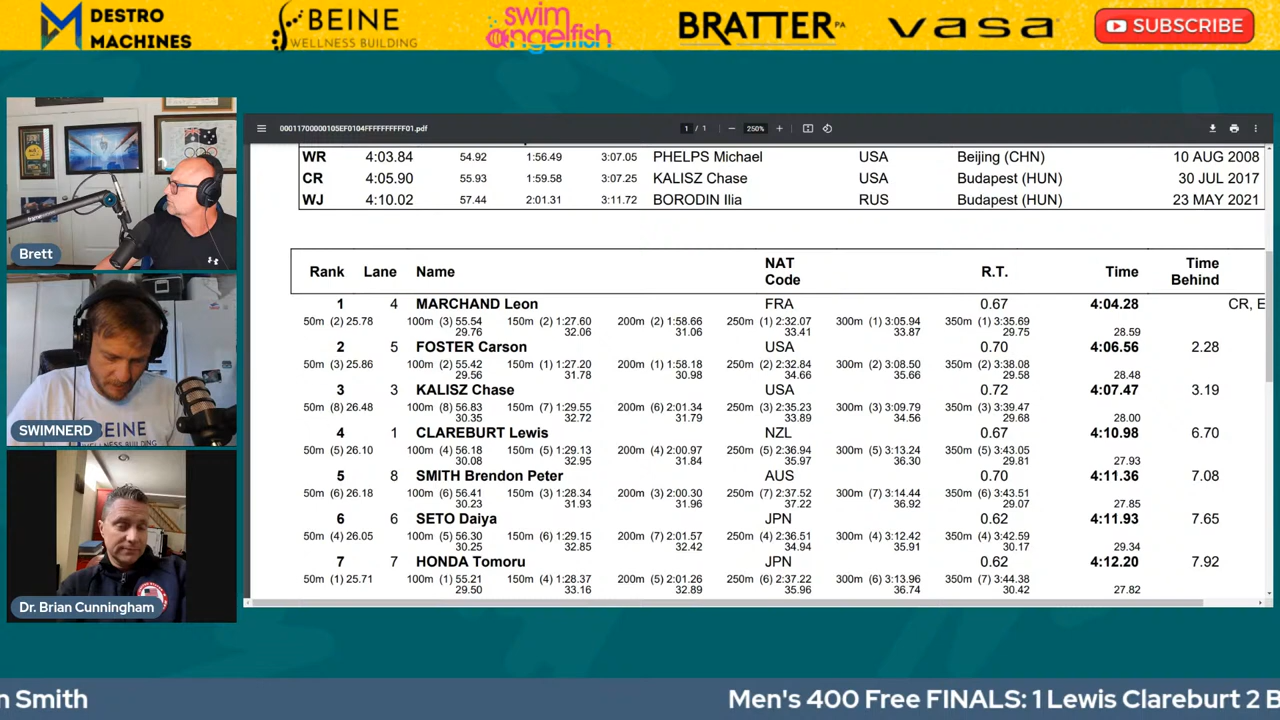 DESTRO MACHINES
BEINE WELLNESS BUILDING
swim angelfish
BRATTER PA
vasa
SUBSCRIBE
Brett
frame
SWIMNERD
BEINE
WELLNESS BUILDING
Dr. Brian Cunningham
00011700000105EF0104FFFFFFFFFF01.pdf 1 / 1 250%
WR 4:03.84 54.92 1:56.49 3:07.05 PHELPS Michael USA Beijing (CHN) 10 AUG 2008
CR 4:05.90 55.93 1:59.58 3:07.25 KALISZ Chase USA Budapest (HUN) 30 JUL 2017
WJ 4:10.02 57.44 2:01.31 3:11.72 BORODIN Ilia RUS Budapest (HUN) 23 MAY 2021
Rank Lane Name NAT Code R.T. Time Time Behind
1 4 MARCHAND Leon FRA 0.67 4:04.28 CR, E
50m (2) 25.78 100m (3) 55.54 150m (2) 1:27.60 200m (2) 1:58.66 250m (1) 2:32.07 300m (1) 3:05.94 350m (1) 3:35.69
29.76 32.06 31.06 33.41 33.87 29.75 28.59
2 5 FOSTER Carson USA 0.70 4:06.56 2.28
50m (3) 25.86 100m (2) 55.42 150m (1) 1:27.20 200m (1) 1:58.18 250m (2) 2:32.84 300m (2) 3:08.50 350m (2) 3:38.08
29.56 31.78 30.98 34.66 35.66 29.58 28.48
3 3 KALISZ Chase USA 0.72 4:07.47 3.19
50m (8) 26.48 100m (8) 56.83 150m (7) 1:29.55 200m (6) 2:01.34 250m (3) 2:35.23 300m (3) 3:09.79 350m (3) 3:39.47
30.35 32.72 31.79 33.89 34.56 29.68 28.00
4 1 CLAREBURT Lewis NZL 0.67 4:10.98 6.70
50m (5) 26.10 100m (4) 56.18 150m (5) 1:29.13 200m (4) 2:00.97 250m (5) 2:36.94 300m (5) 3:13.24 350m (5) 3:43.05
30.08 32.95 31.84 35.97 36.30 29.81 27.93
5 8 SMITH Brendon Peter AUS 0.70 4:11.36 7.08
50m (6) 26.18 100m (6) 56.41 150m (3) 1:28.34 200m (3) 2:00.30 250m (7) 2:37.52 300m (7) 3:14.44 350m (6) 3:43.51
30.23 31.93 31.96 37.22 36.92 29.07 27.85
6 6 SETO Daiya JPN 0.62 4:11.93 7.65
50m (4) 26.05 100m (5) 56.30 150m (6) 1:29.15 200m (7) 2:01.57 250m (4) 2:36.51 300m (4) 3:12.42 350m (4) 3:42.59
30.25 32.85 32.42 34.94 35.91 30.17 29.34
7 7 HONDA Tomoru JPN 0.62 4:12.20 7.92
50m (1) 25.71 100m (1) 55.21 150m (4) 1:28.37 200m (5) 2:01.26 250m (6) 2:37.22 300m (6) 3:13.96 350m (7) 3:44.38
29.50 33.16 32.89 35.96 36.74 30.42 27.82
n Smith Men's 400 Free FINALS: 1 Lewis Clareburt 2 B